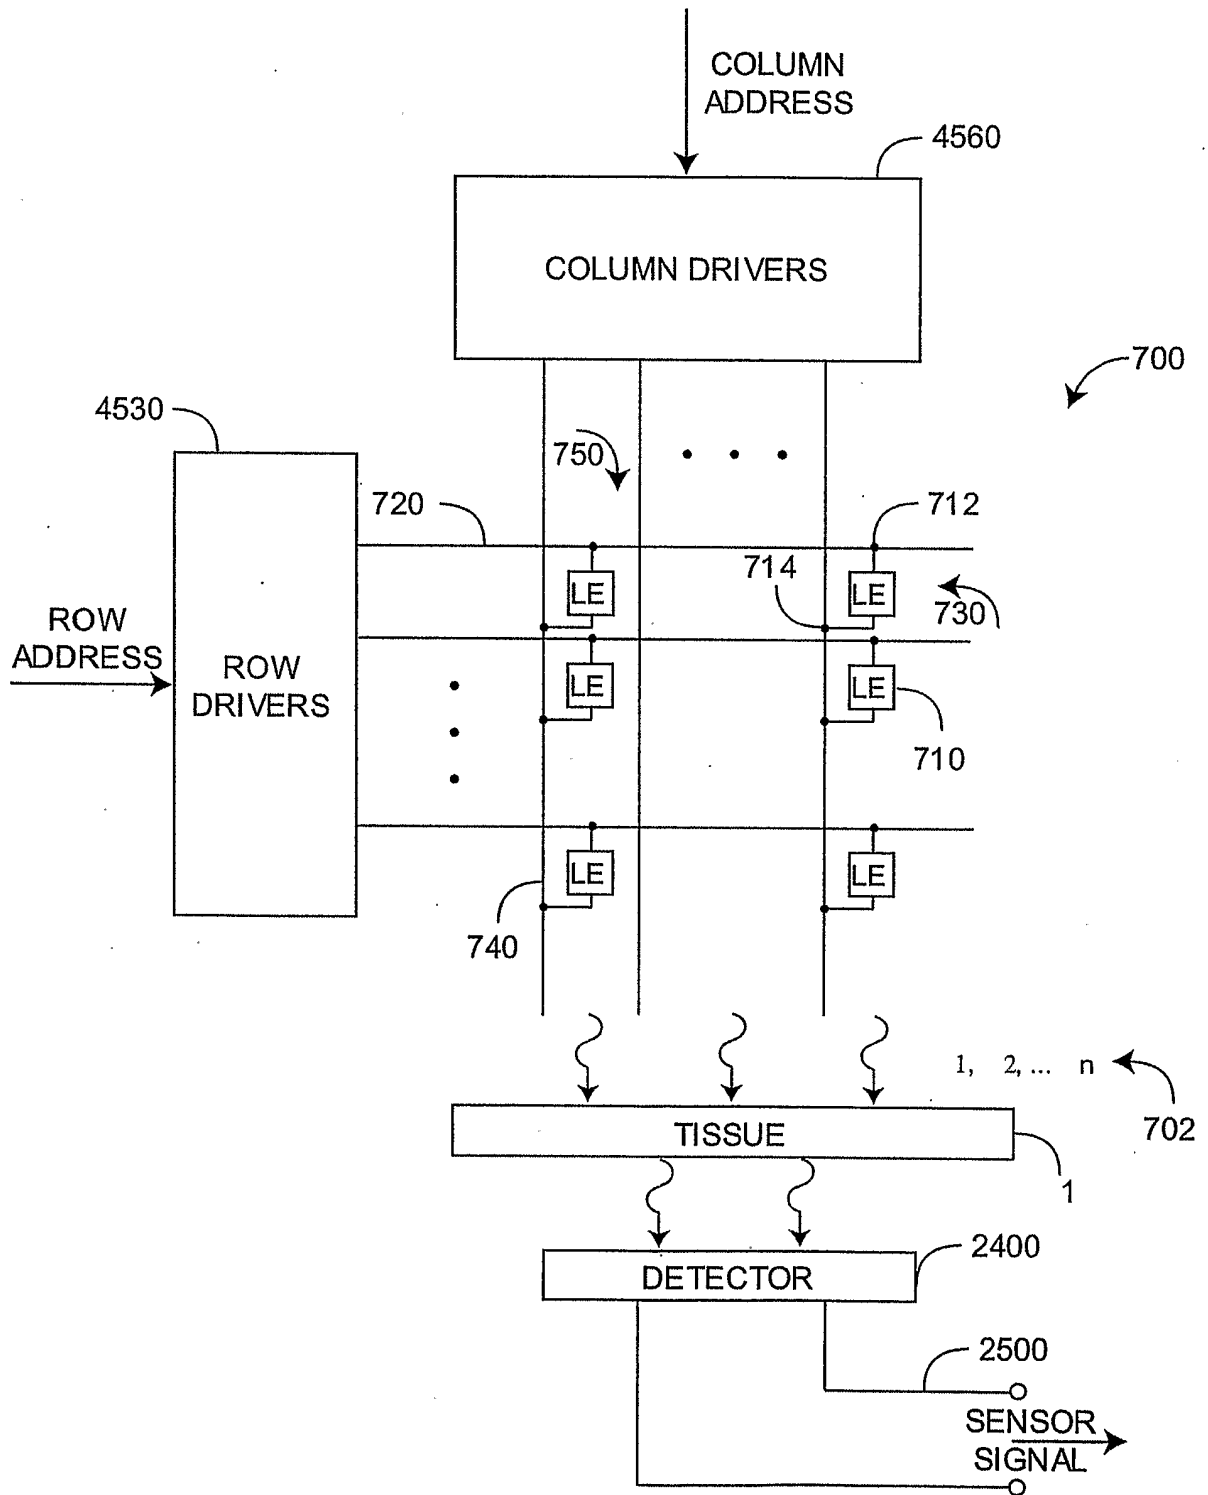 COLUMN
ADDRESS
4560
COLUMN DRIVERS
700
4530
750
720
712
714
LE
LE
730
ROW
ADDRESS
ROW
DRIVERS
LE
LE
710
LE
LE
740
1, 2, ... n
702
TISSUE
1
2400
DETECTOR
2500
SENSOR
SIGNAL